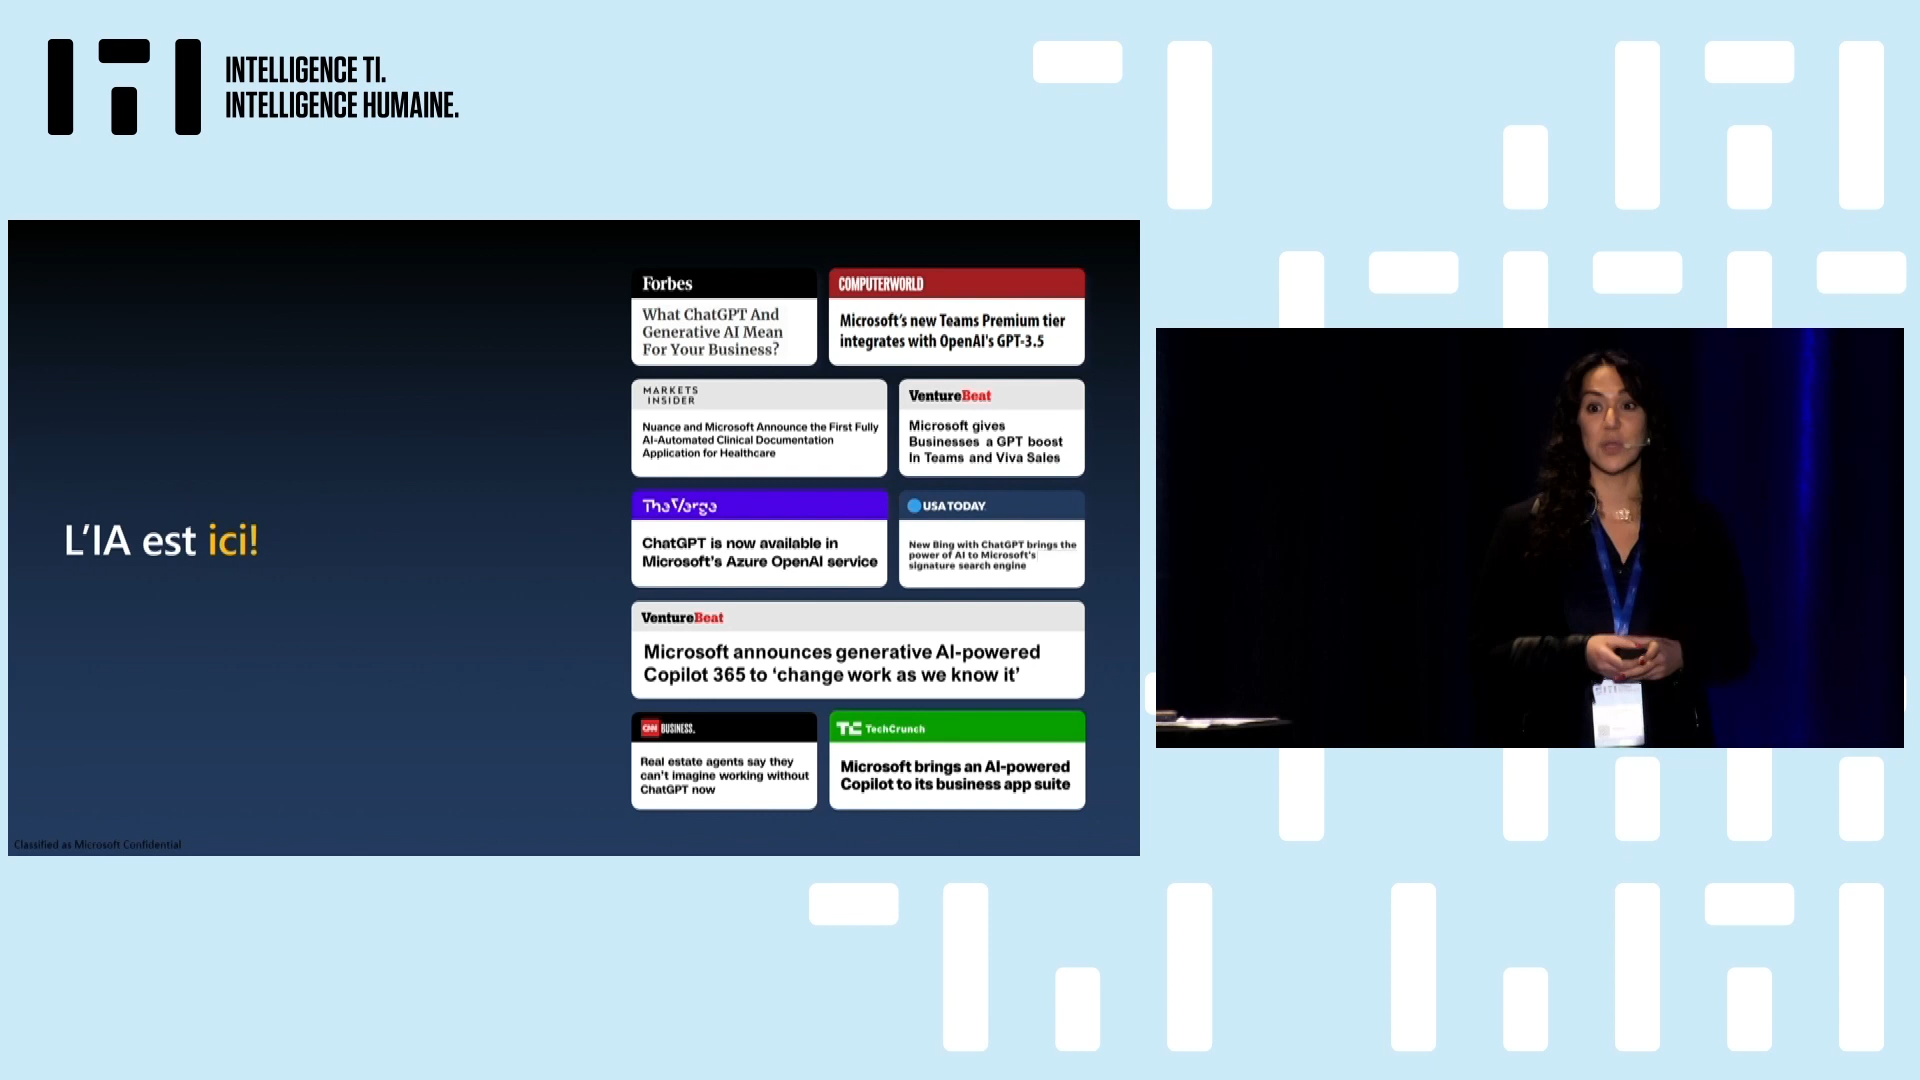 INTELLIGENCE TI.
INTELLIGENCE HUMAINE.
L'IA est ici!
Forbes
What ChatGPT And
Generative AI Mean
For Your Business?
COMPUTERWORLD
Microsoft's new Teams Premium tier
integrates with OpenAI's GPT-3.5
MARKETS
INSIDER
Nuance and Microsoft Announce the First Fully
AI-Automated Clinical Documentation
Application for Healthcare
VentureBeat
Microsoft gives
Businesses a GPT boost
In Teams and Viva Sales
TheVerge
ChatGPT is now available in
Microsoft's Azure OpenAI service
USA TODAY
New Bing with ChatGPT brings the
power of AI to Microsoft's
signature search engine
VentureBeat
Microsoft announces generative AI-powered
Copilot 365 to ‘change work as we know it’
CNN BUSINESS.
Real estate agents say they
can't imagine working without
ChatGPT now
TC TechCrunch
Microsoft brings an AI-powered
Copilot to its business app suite
Classified as Microsoft Confidential